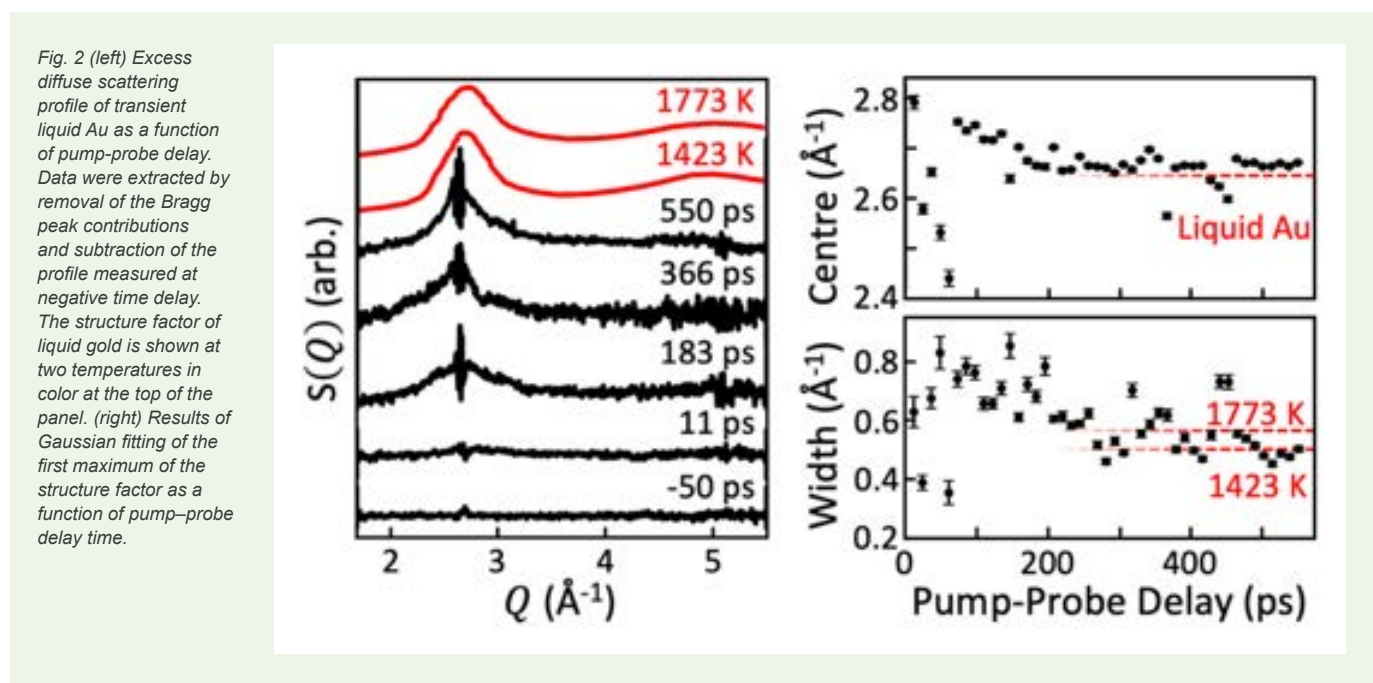 Fig. 2 (left) Excess
diffuse scattering
profile of transient
liquid Au as a function
of pump-probe delay.
Data were extracted by
removal of the Bragg
peak contributions
and subtraction of the
profile measured at
negative time delay.
The structure factor of
liquid gold is shown at
two temperatures in
color at the top of the
panel. (right) Results of
Gaussian fitting of the
first maximum of the
structure factor as a
function of pump–probe
delay time.
S(Q) (arb.)
1773 K
1423 K
550 ps
366 ps
183 ps
11 ps
-50 ps
2 3 4 5
Q (Å-1)
Centre (Å-1)
2.8
2.6
2.4
Liquid Au
Width (Å-1)
0.8
0.6
0.4
0.2
1773 K
1423 K
0 200 400
Pump-Probe Delay (ps)